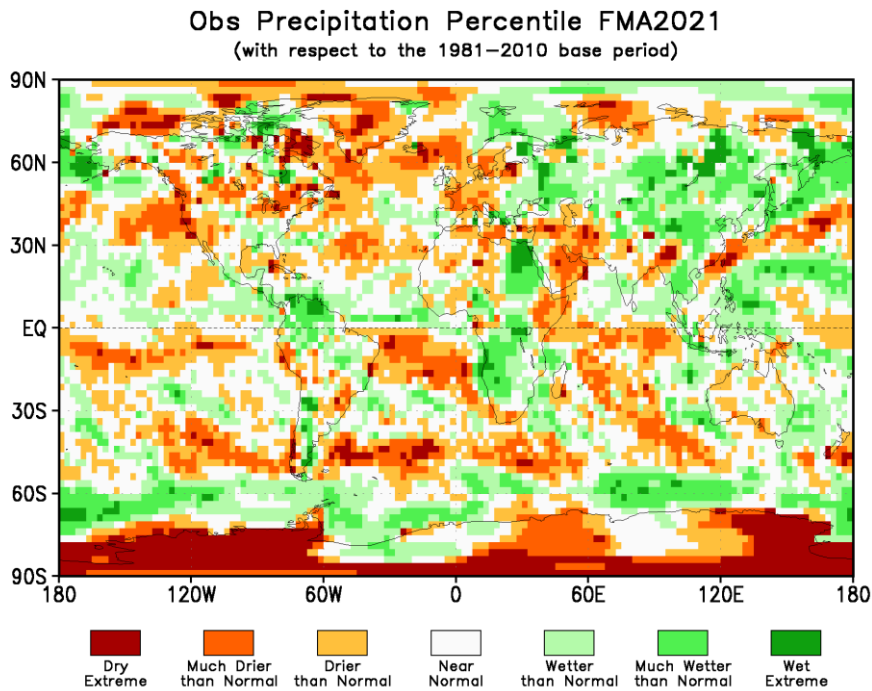 Obs Precipitation Percentile FMA2021
(with respect to the 1981−2010 base period)
90N
60N
30N
EQ
30S
60S
90S
180 120W 60W 0 60E 120E 180
Dry Extreme
Much Drier than Normal
Drier than Normal
Near Normal
Wetter than Normal
Much Wetter than Normal
Wet Extreme